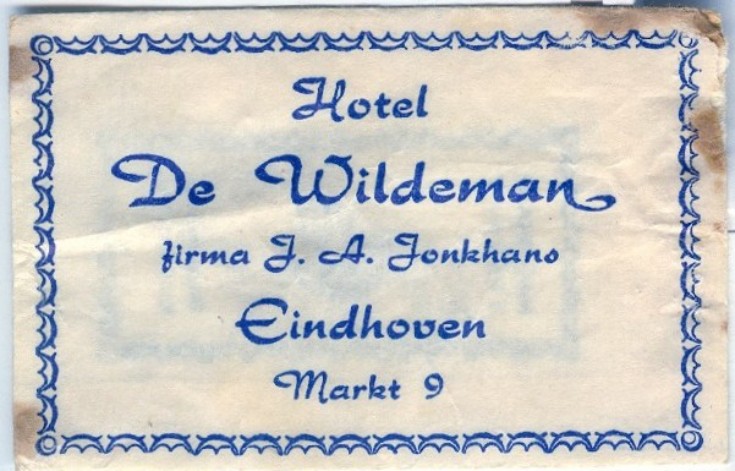 Hotel
De Wildeman
firma J. A. Jonkhans
Eindhoven
Markt 9